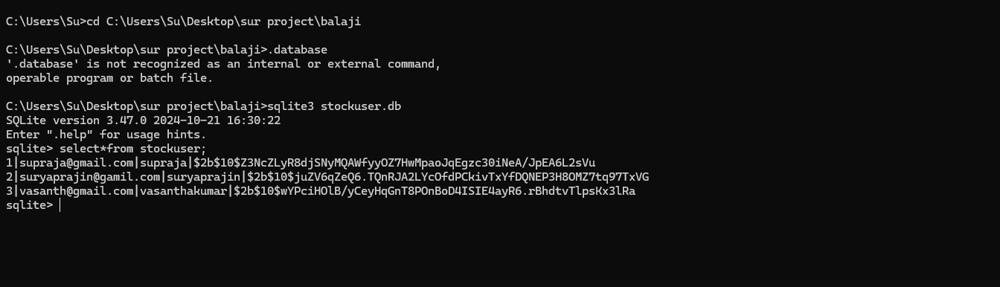 C:\Users\Su>cd C:\Users\Su\Desktop\sur project\balaji
C:\Users\Su\Desktop\sur project\balaji>.database
'.database' is not recognized as an internal or external command,
operable program or batch file.
C:\Users\Su\Desktop\sur project\balaji>sqlite3 stockuser.db
SQLite version 3.47.0 2024-10-21 16:30:22
Enter ".help" for usage hints.
sqlite> select*from stockuser;
1|supraja@gmail.com|supraja|$2b$10$Z3NcZLyR8djSNyMQAWfyyOZ7HwMpaoJqEgzc30iNeA/JpEA6L2sVu
2|suryaprajin@gamil.com|suryaprajin|$2b$10$juZV6qZeQ6.TQnRJA2LYcOfdPCkivTxYfDQNEP3H8OMZ7tq97TxVG
3|vasanth@gmail.com|vasanthakumar|$2b$10$wYPciHOlB/yCeyHqGnT8POnBoD4ISIE4ayR6.rBhdtvTlpsKx3lRa
sqlite>